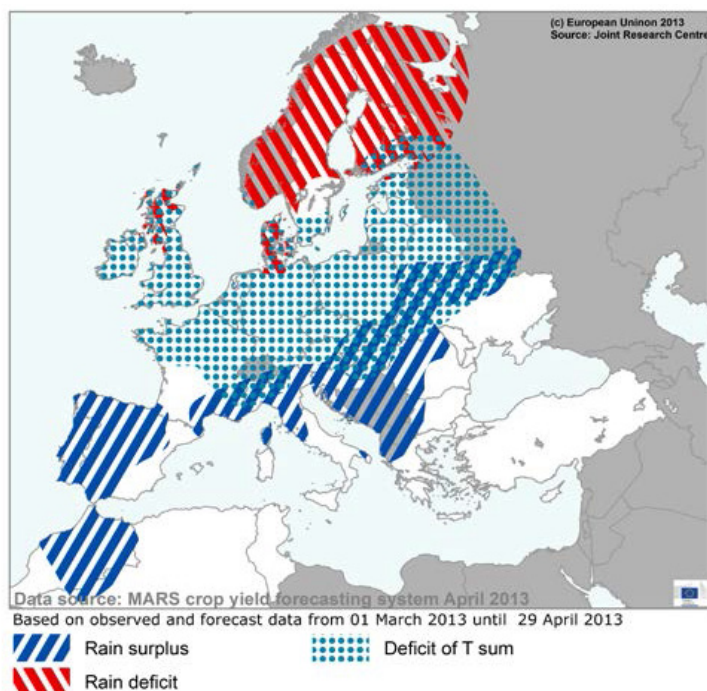 (c) European Uninon 2013
Source: Joint Research Centre
Data source: MARS crop yield forecasting system April 2013
Based on observed and forecast data from 01 March 2013 until 29 April 2013
Rain surplus
Deficit of T sum
Rain deficit